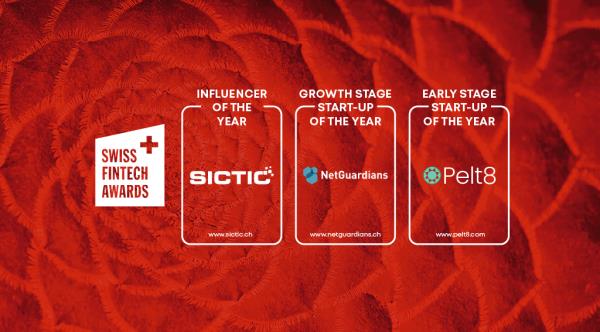 SWISS
FINTECH
AWARDS
INFLUENCER
OF THE
YEAR
SICTIC
www.sictic.ch
GROWTH STAGE
START-UP
OF THE YEAR
NetGuardians
www.netguardians.ch
EARLY STAGE
START-UP
OF THE YEAR
Pelt8
www.pelt8.com